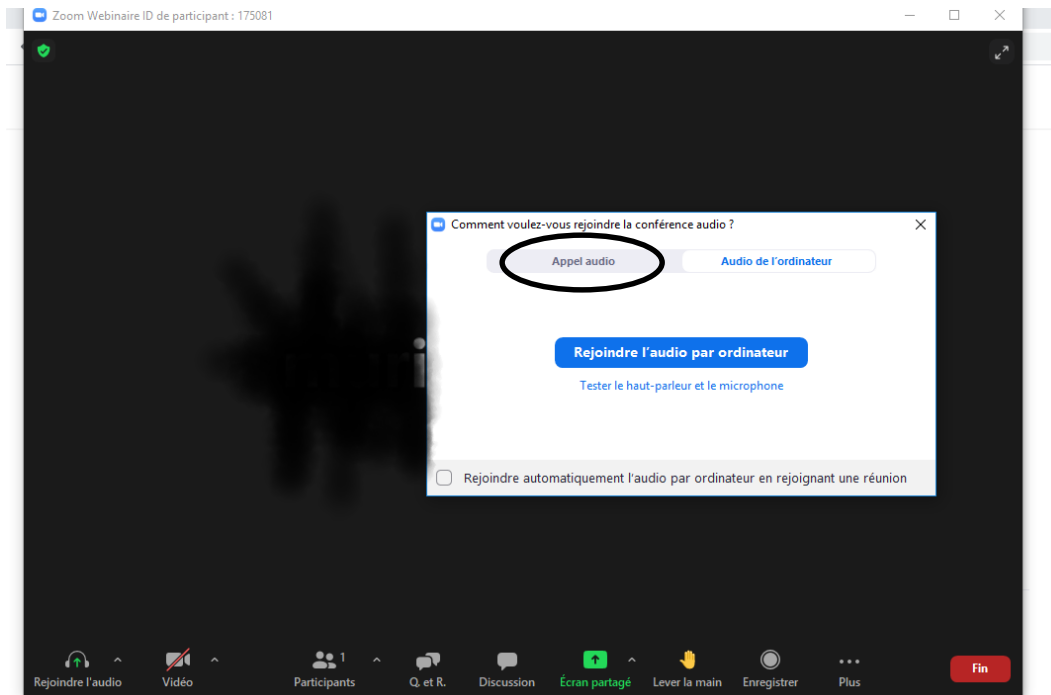 Zoom Webinaire ID de participant : 175081
Comment voulez-vous rejoindre la conférence audio ?
Appel audio
Audio de l'ordinateur
Rejoindre l'audio par ordinateur
Tester le haut-parleur et le microphone
Rejoindre automatiquement l'audio par ordinateur en rejoignant une réunion
1
Rejoindre l'audio
Vidéo
Participants
Q. et R.
Discussion
Écran partagé
Lever la main
Enregistrer
Plus
Fin